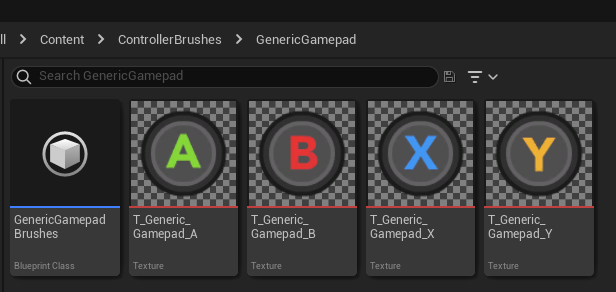 ll > Content > ControllerBrushes > GenericGamepad
Search GenericGamepad
A
B
X
Y
GenericGamepad
Brushes
Blueprint Class
T_Generic_
Gamepad_A
Texture
T_Generic_
Gamepad_B
Texture
T_Generic_
Gamepad_X
Texture
T_Generic_
Gamepad_Y
Texture